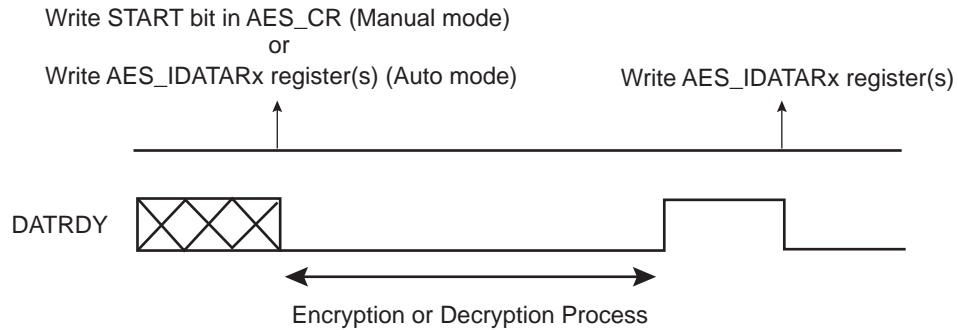 Write START bit in AES_CR (Manual mode)
or
Write AES_IDATARx register(s) (Auto mode)
Write AES_IDATARx register(s)
DATRDY
Encryption or Decryption Process